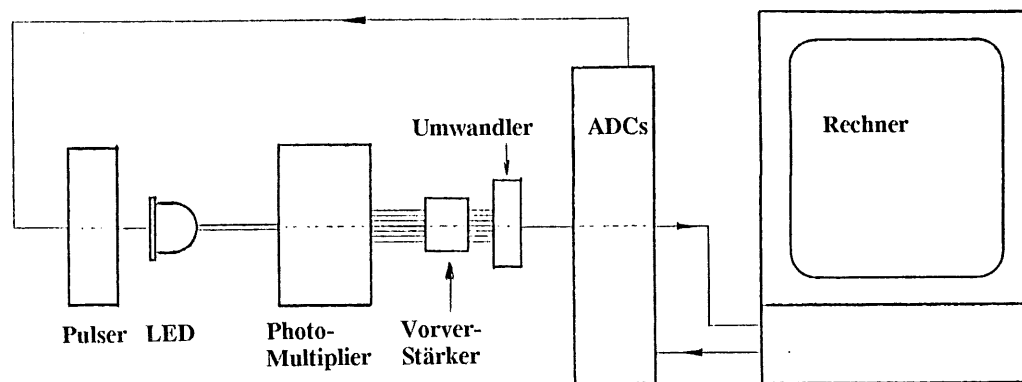 Umwandler
ADCs
Rechner
Pulser
LED
Photo-
Multiplier
Vorver-
Stärker